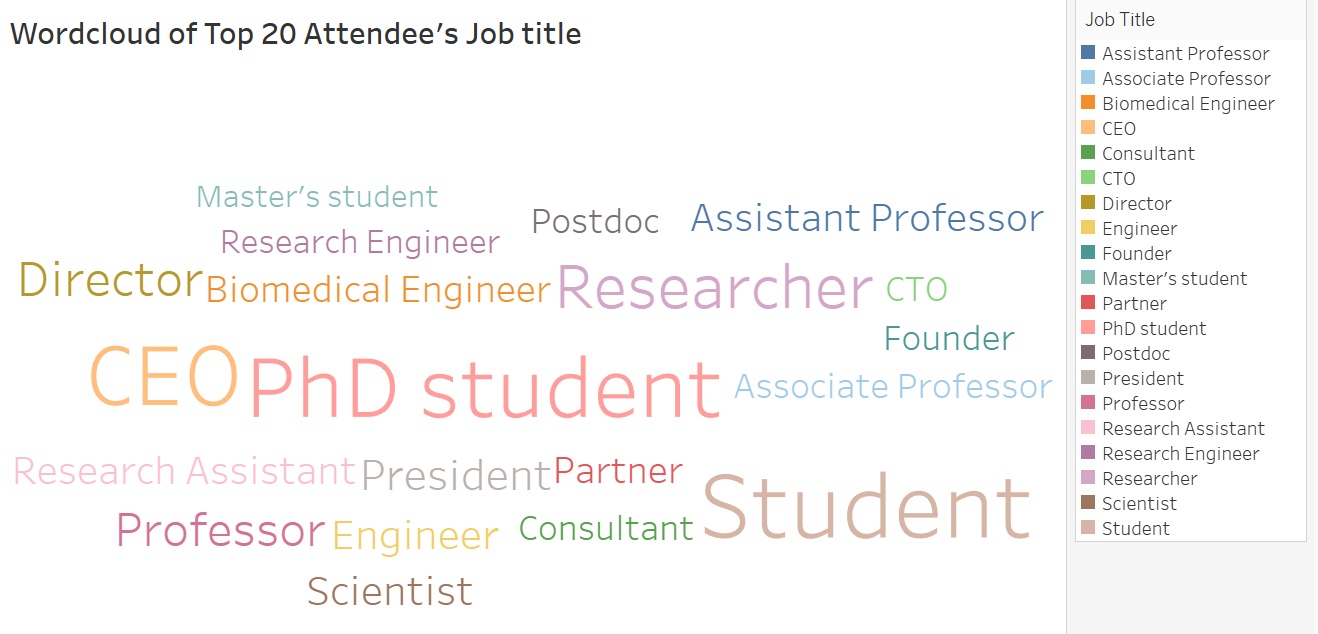 Wordcloud of Top 20 Attendee’s Job title
Master’s student
Postdoc
Assistant Professor
Research Engineer
Director
Biomedical Engineer
Researcher
CTO
Founder
CEO
PhD student
Associate Professor
Research Assistant
President
Partner
Student
Professor
Engineer
Consultant
Scientist
Job Title
Assistant Professor
Associate Professor
Biomedical Engineer
CEO
Consultant
CTO
Director
Engineer
Founder
Master’s student
Partner
PhD student
Postdoc
President
Professor
Research Assistant
Research Engineer
Researcher
Scientist
Student